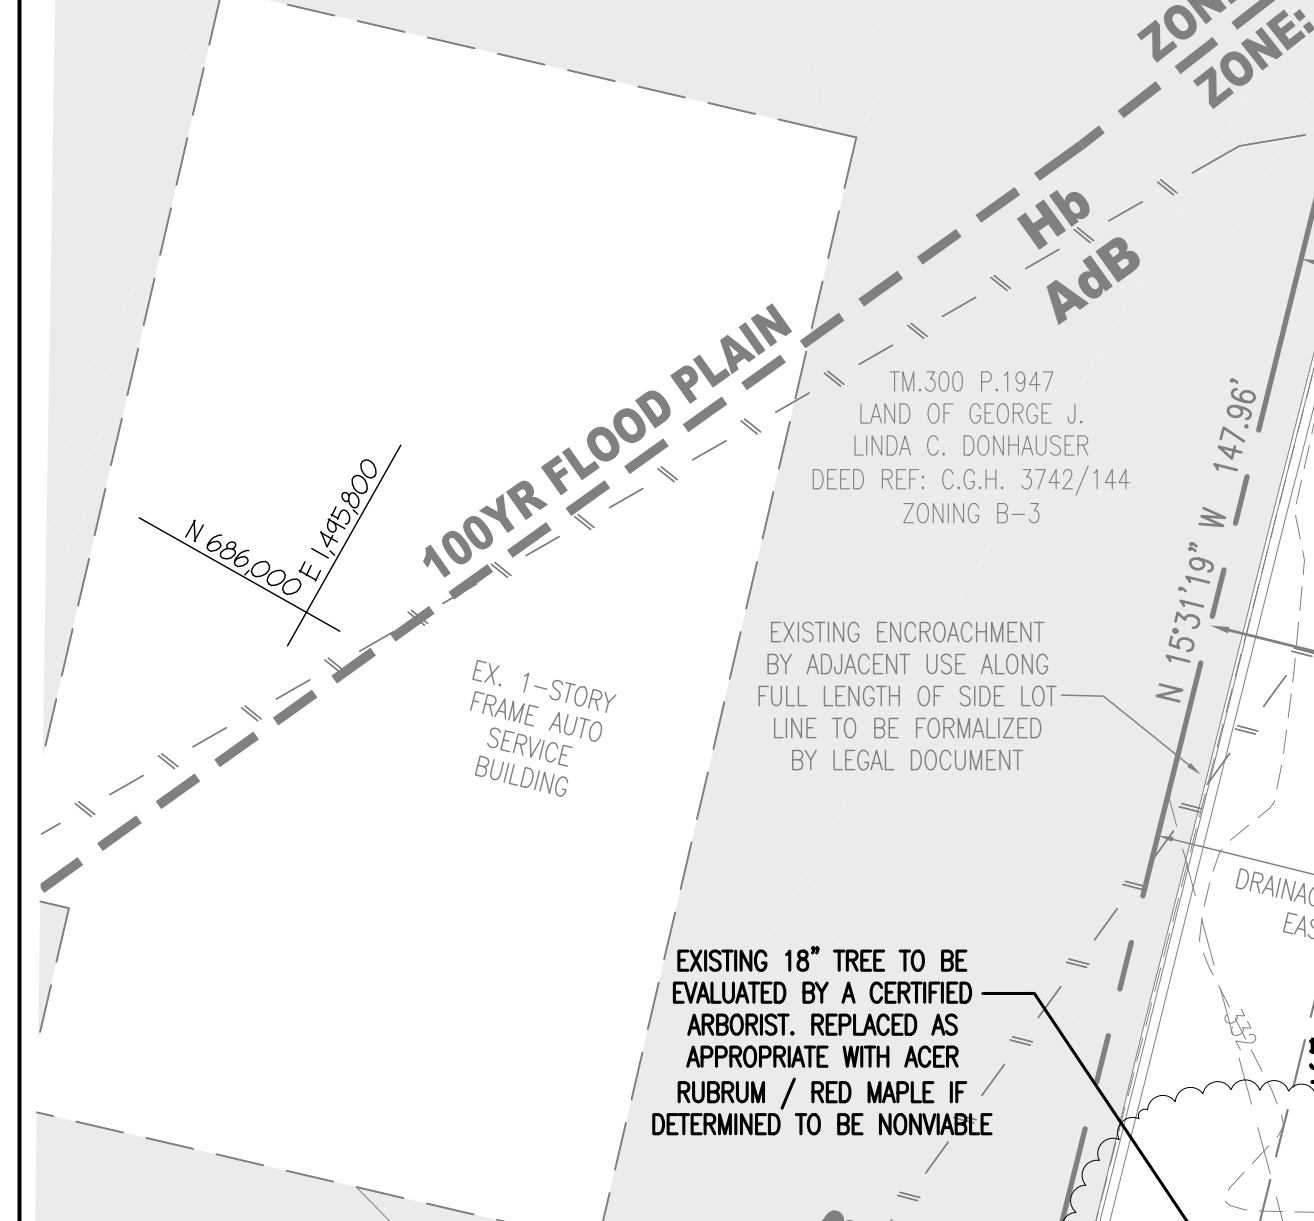 ZONE:
Hb
AdB
100YR FLOOD PLAIN
TM.300 P.1947
LAND OF GEORGE J.
LINDA C. DONHAUSER
DEED REF: C.G.H. 3742/144
ZONING B-3
N 15°31'19" W 147.96'
N 686,000
E 1,495,800
EX. 1-STORY
FRAME AUTO
SERVICE
BUILDING
EXISTING ENCROACHMENT
BY ADJACENT USE ALONG
FULL LENGTH OF SIDE LOT
LINE TO BE FORMALIZED
BY LEGAL DOCUMENT
EXISTING 18" TREE TO BE
EVALUATED BY A CERTIFIED
ARBORIST. REPLACED AS
APPROPRIATE WITH ACER
RUBRUM / RED MAPLE IF
DETERMINED TO BE NONVIABLE
332